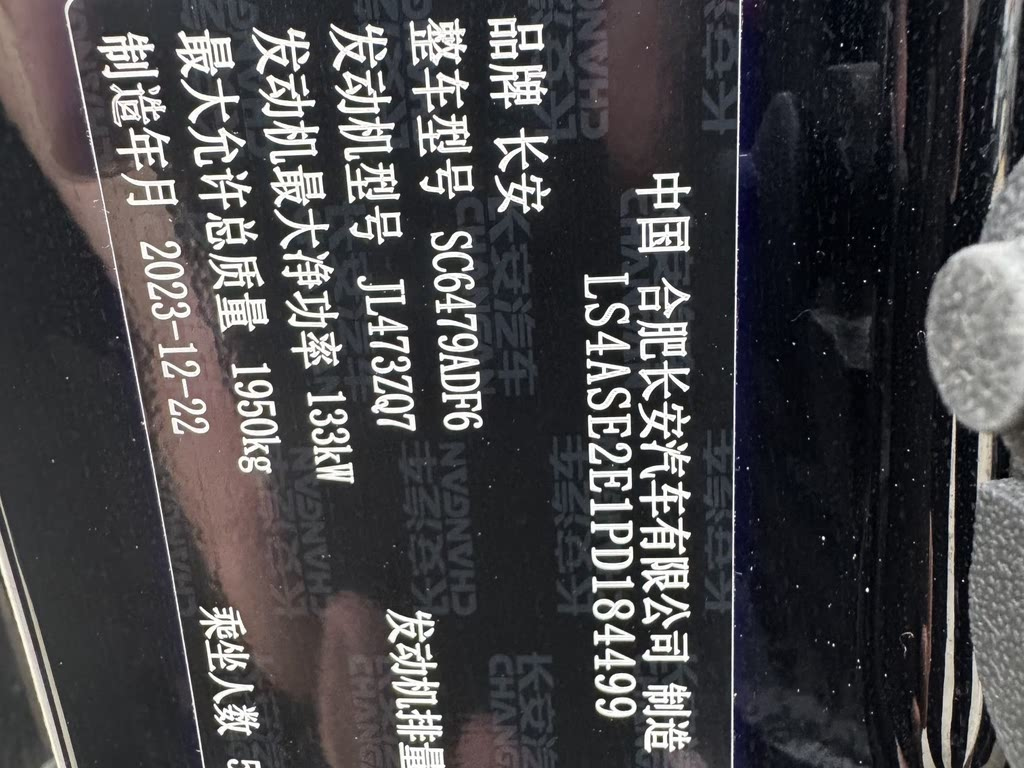 中国 合肥长安汽车有限公司 制造
LS4ASE2E1PD184499
品牌 长安
整车型号 SC6479ADF6
发动机型号 JL473ZQ7 发动机排量
发动机最大净功率 133kW
最大允许总质量 1950kg 乘坐人数 5
制造年月 2023-12-22